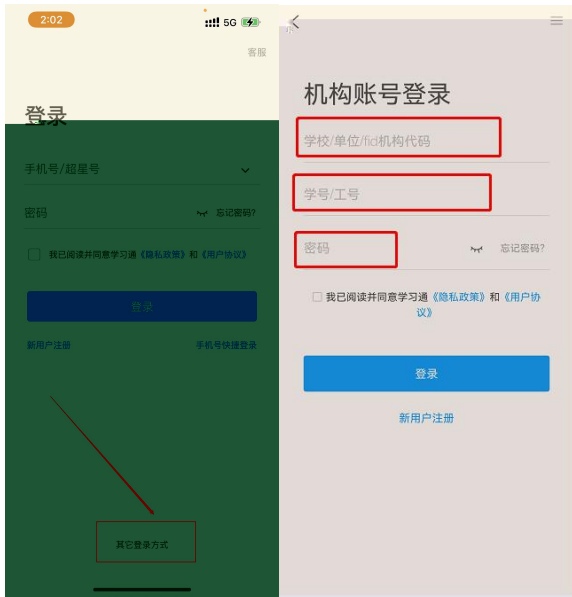 2:02
5G
客服
登录
手机号/超星号
密码
忘记密码?
我已阅读并同意学习通《隐私政策》和《用户协议》
登录
新用户注册
手机号快捷登录
其它登录方式
机构账号登录
学校/单位/fid机构代码
学号/工号
密码
忘记密码?
我已阅读并同意学习通《隐私政策》和《用户协
议》
登录
新用户注册